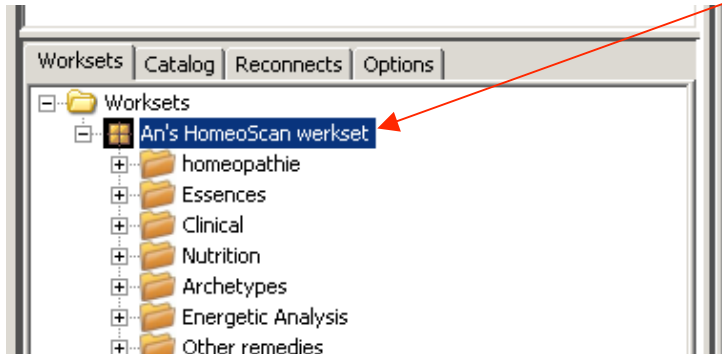 Worksets Catalog Reconnects Options
Worksets
An's HomeoScan werkset
homeopathie
Essences
Clinical
Nutrition
Archetypes
Energetic Analysis
Other remedies